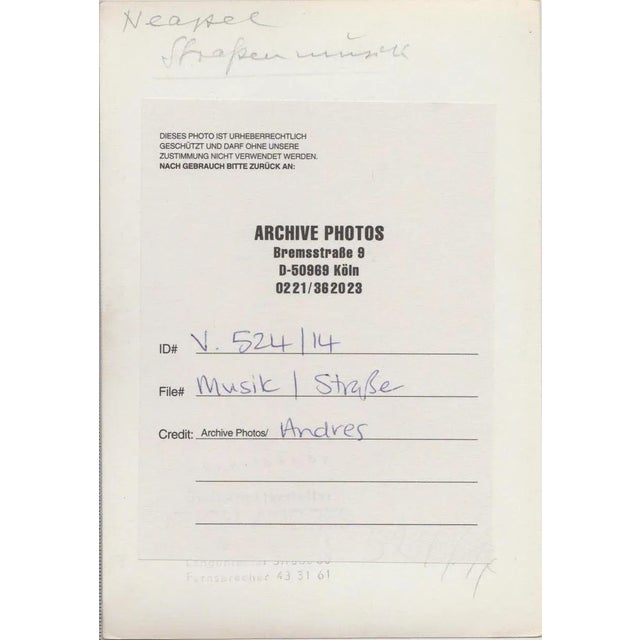 Neapel
Straßenmusik
DIESES PHOTO IST URHEBERRECHTLICH
GESCHÜTZT UND DARF OHNE UNSERE
ZUSTIMMUNG NICHT VERWENDET WERDEN.
NACH GEBRAUCH BITTE ZURÜCK AN:
ARCHIVE PHOTOS
Bremsstraße 9
D-50969 Köln
0221/362023
ID# V. 524/14
File# Musik / Straße
Credit: Archive Photos/ Andres
Fernsprecher 43 31 61